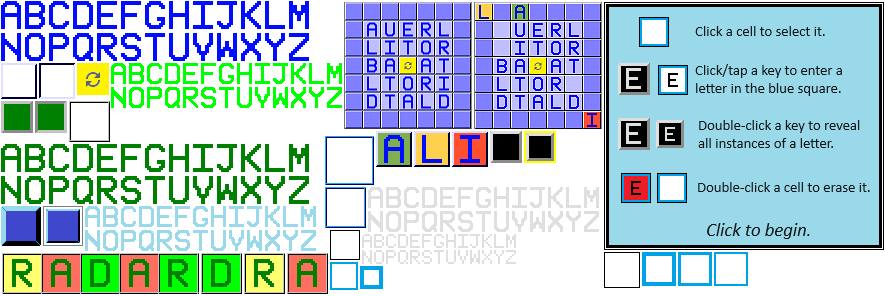 ABCDEFGHIJKLM
NOPQRSTUVWXYZ
ABCDEFGHIJKLM
NOPQRSTUVWXYZ
ABCDEFGHIJKLM
NOPQRSTUVWXYZ
ABCDEFGHIJKLM
NOPQRSTUVWXYZ
RADARDRA
AUERL
LITOR
BA AT
LTORI
DTALD
L A
UERL
ITOR
BA AT
LTOR
DTALD
I
ALI
ABCDEFGHIJKLM
NOPQRSTUVWXYZ
ABCDEFGHIJKLM
NOPQRSTUVWXYZ
Click a cell to select it.
E E Click/tap a key to enter a
letter in the blue square.
E E Double-click a key to reveal
all instances of a letter.
E Double-click a cell to erase it.
Click to begin.